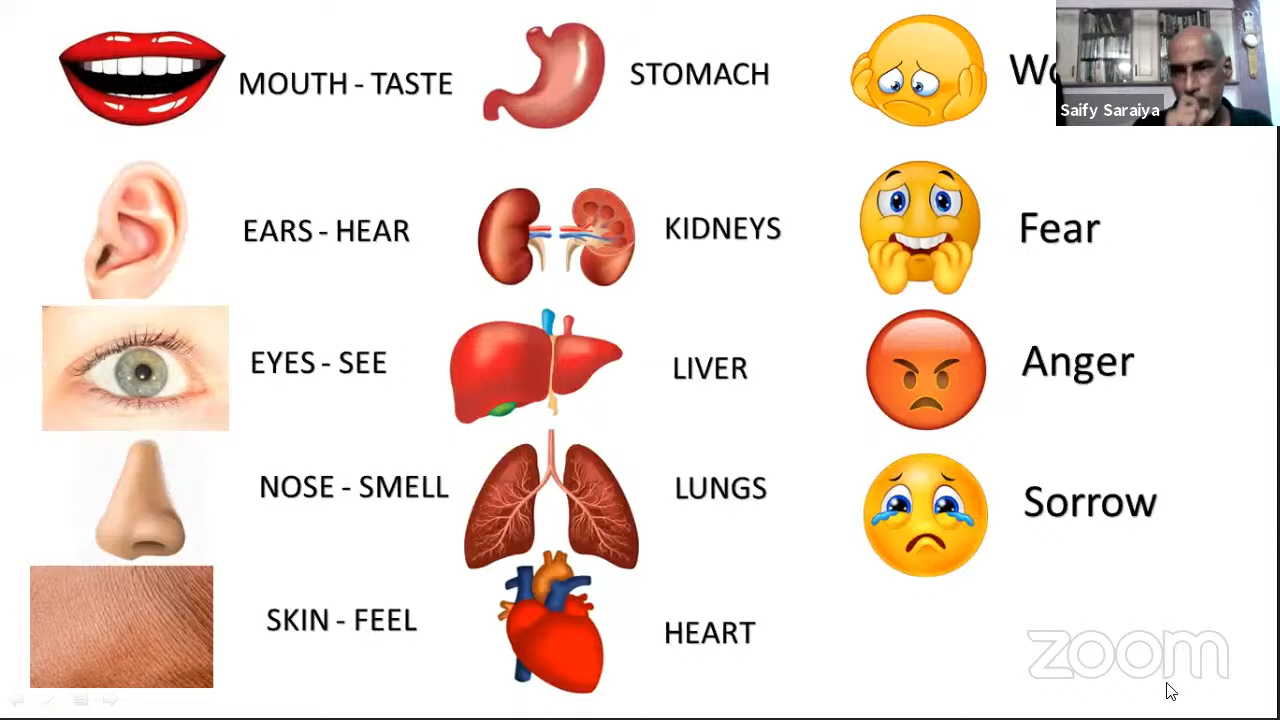 MOUTH - TASTE
STOMACH
Saify Saraiya
EARS - HEAR
KIDNEYS
Fear
EYES - SEE
LIVER
Anger
NOSE - SMELL
LUNGS
Sorrow
SKIN - FEEL
HEART
zoom